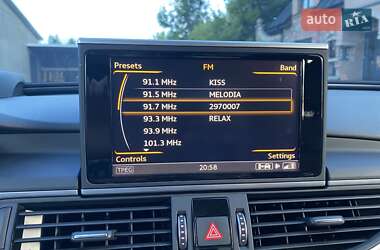 auto RIA .com
Presets FM Band
91.1 MHz KISS
91.5 MHz MELODIA
91.7 MHz 2970007
93.3 MHz RELAX
93.9 MHz
101.3 MHz
Controls Settings
TPEG 20:58